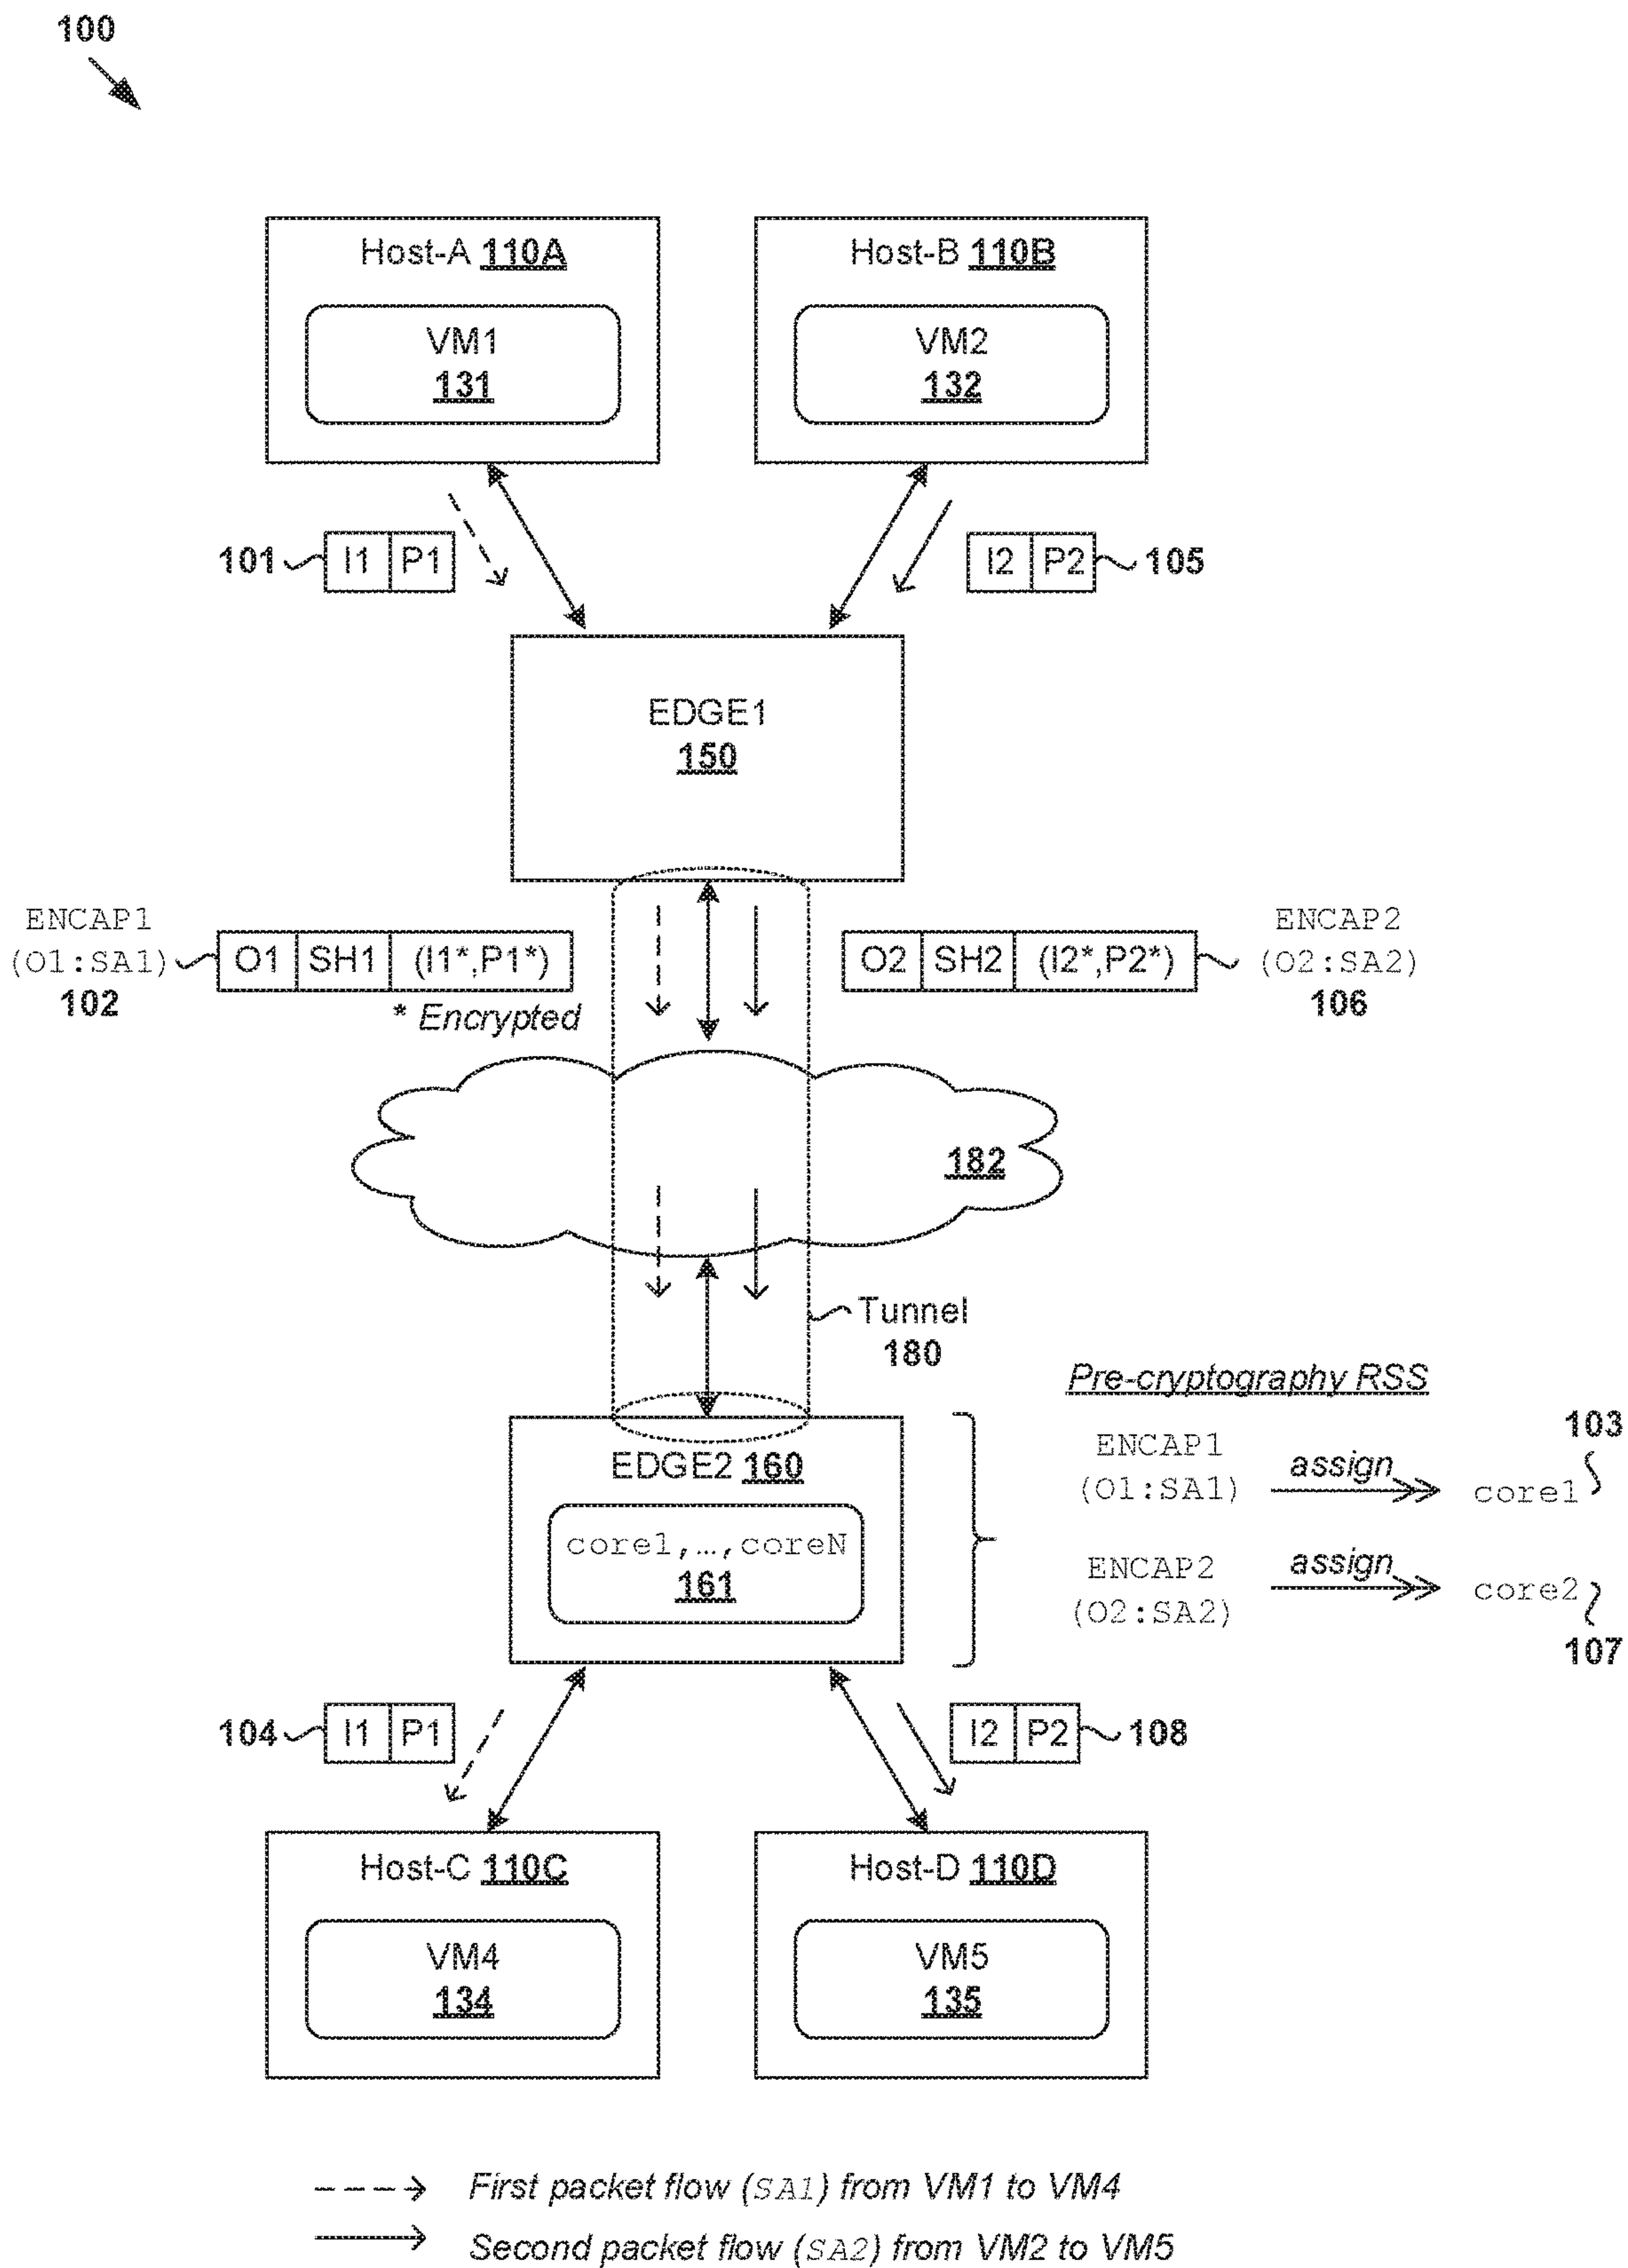 100
Host-A 110A
Host-B 110B
VM1
131
VM2
132
101
I1 P1
I2 P2
105
EDGE1
150
ENCAP1
(O1:SA1)
102
O1 SH1 (I1*,P1*)
* Encrypted
O2 SH2 (I2*,P2*)
ENCAP2
(O2:SA2)
106
182
Tunnel
180
Pre-cryptography RSS
103
ENCAP1
(O1:SA1)
assign
core1
ENCAP2
(O2:SA2)
assign
core2
107
EDGE2 160
core1,...,coreN
161
104
I1 P1
I2 P2
108
Host-C 110C
Host-D 110D
VM4
134
VM5
135
First packet flow (SA1) from VM1 to VM4
Second packet flow (SA2) from VM2 to VM5